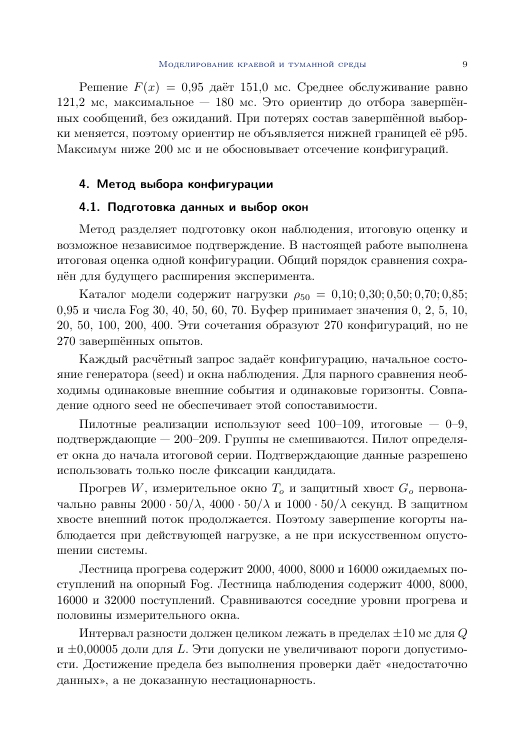 Моделирование краевой и туманной среды 9
Решение F(x) = 0,95 даёт 151,0 мс. Среднее обслуживание равно
121,2 мс, максимальное — 180 мс. Это ориентир до отбора завершён-
ных сообщений, без ожиданий. При потерях состав завершённой выбор-
ки меняется, поэтому ориентир не объявляется нижней границей её p95.
Максимум ниже 200 мс и не обосновывает отсечение конфигураций.
4. Метод выбора конфигурации
4.1. Подготовка данных и выбор окон
Метод разделяет подготовку окон наблюдения, итоговую оценку и
возможное независимое подтверждение. В настоящей работе выполнена
итоговая оценка одной конфигурации. Общий порядок сравнения сохра-
нён для будущего расширения эксперимента.
Каталог модели содержит нагрузки ρ₅₀ = 0,10; 0,30; 0,50; 0,70; 0,85;
0,95 и числа Fog 30, 40, 50, 60, 70. Буфер принимает значения 0, 2, 5, 10,
20, 50, 100, 200, 400. Эти сочетания образуют 270 конфигураций, но не
270 завершённых опытов.
Каждый расчётный запрос задаёт конфигурацию, начальное состо-
яние генератора (seed) и окна наблюдения. Для парного сравнения необ-
ходимы одинаковые внешние события и одинаковые горизонты. Совпа-
дение одного seed не обеспечивает этой сопоставимости.
Пилотные реализации используют seed 100–109, итоговые — 0–9,
подтверждающие — 200–209. Группы не смешиваются. Пилот определя-
ет окна до начала итоговой серии. Подтверждающие данные разрешено
использовать только после фиксации кандидата.
Прогрев W, измерительное окно Tₒ и защитный хвост Gₒ первона-
чально равны 2000 · 50/λ, 4000 · 50/λ и 1000 · 50/λ секунд. В защитном
хвосте внешний поток продолжается. Поэтому завершение когорты на-
блюдается при действующей нагрузке, а не при искусственном опусто-
шении системы.
Лестница прогрева содержит 2000, 4000, 8000 и 16000 ожидаемых по-
ступлений на опорный Fog. Лестница наблюдения содержит 4000, 8000,
16000 и 32000 поступлений. Сравниваются соседние уровни прогрева и
половины измерительного окна.
Интервал разности должен целиком лежать в пределах ±10 мс для Q
и ±0,00005 доли для L. Эти допуски не увеличивают пороги допустимо-
сти. Достижение предела без выполнения проверки даёт «недостаточно
данных», а не доказанную нестационарность.